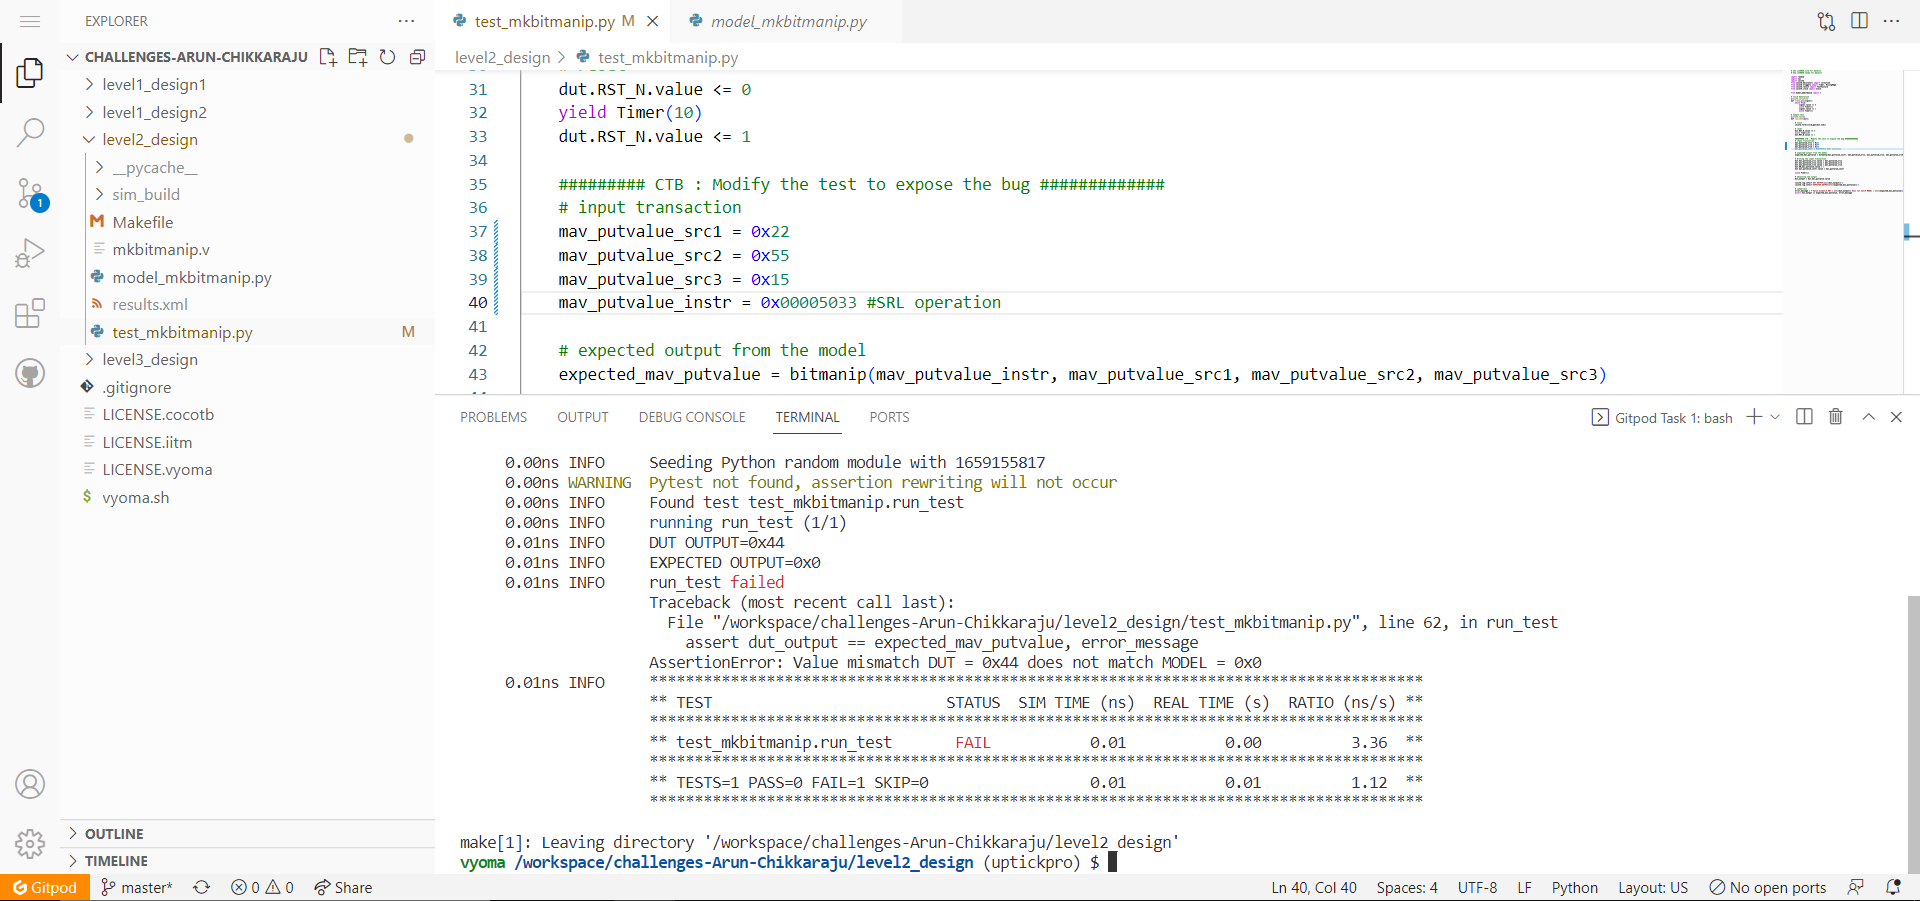 EXPLORER
CHALLENGES-ARUN-CHIKKARAJU
level1_design1
level1_design2
level2_design
__pycache__
sim_build
Makefile
mkbitmanip.v
model_mkbitmanip.py
results.xml
test_mkbitmanip.py M
level3_design
.gitignore
LICENSE.cocotb
LICENSE.iitm
LICENSE.vyoma
$ vyoma.sh
OUTLINE
TIMELINE
1
test_mkbitmanip.py M
model_mkbitmanip.py
level2_design > test_mkbitmanip.py
31 dut.RST_N.value <= 0
32 yield Timer(10)
33 dut.RST_N.value <= 1
34
35 ######### CTB : Modify the test to expose the bug #############
36 # input transaction
37 mav_putvalue_src1 = 0x22
38 mav_putvalue_src2 = 0x55
39 mav_putvalue_src3 = 0x15
40 mav_putvalue_instr = 0x00005033 #SRL operation
41
42 # expected output from the model
43 expected_mav_putvalue = bitmanip(mav_putvalue_instr, mav_putvalue_src1, mav_putvalue_src2, mav_putvalue_src3)
PROBLEMS OUTPUT DEBUG CONSOLE TERMINAL PORTS
Gitpod Task 1: bash
0.00ns INFO Seeding Python random module with 1659155817
0.00ns WARNING Pytest not found, assertion rewriting will not occur
0.00ns INFO Found test test_mkbitmanip.run_test
0.00ns INFO running run_test (1/1)
0.01ns INFO DUT OUTPUT=0x44
0.01ns INFO EXPECTED OUTPUT=0x0
0.01ns INFO run_test failed
Traceback (most recent call last):
File "/workspace/challenges-Arun-Chikkaraju/level2_design/test_mkbitmanip.py", line 62, in run_test
assert dut_output == expected_mav_putvalue, error_message
AssertionError: Value mismatch DUT = 0x44 does not match MODEL = 0x0
0.01ns INFO **************************************************************************************
** TEST STATUS SIM TIME (ns) REAL TIME (s) RATIO (ns/s) **
**************************************************************************************
** test_mkbitmanip.run_test FAIL 0.01 0.00 3.36 **
**************************************************************************************
** TESTS=1 PASS=0 FAIL=1 SKIP=0 0.01 0.01 1.12 **
**************************************************************************************
make[1]: Leaving directory '/workspace/challenges-Arun-Chikkaraju/level2_design'
vyoma /workspace/challenges-Arun-Chikkaraju/level2_design (uptickpro) $
Gitpod master* 0 0 Share Ln 40, Col 40 Spaces: 4 UTF-8 LF Python Layout: US No open ports